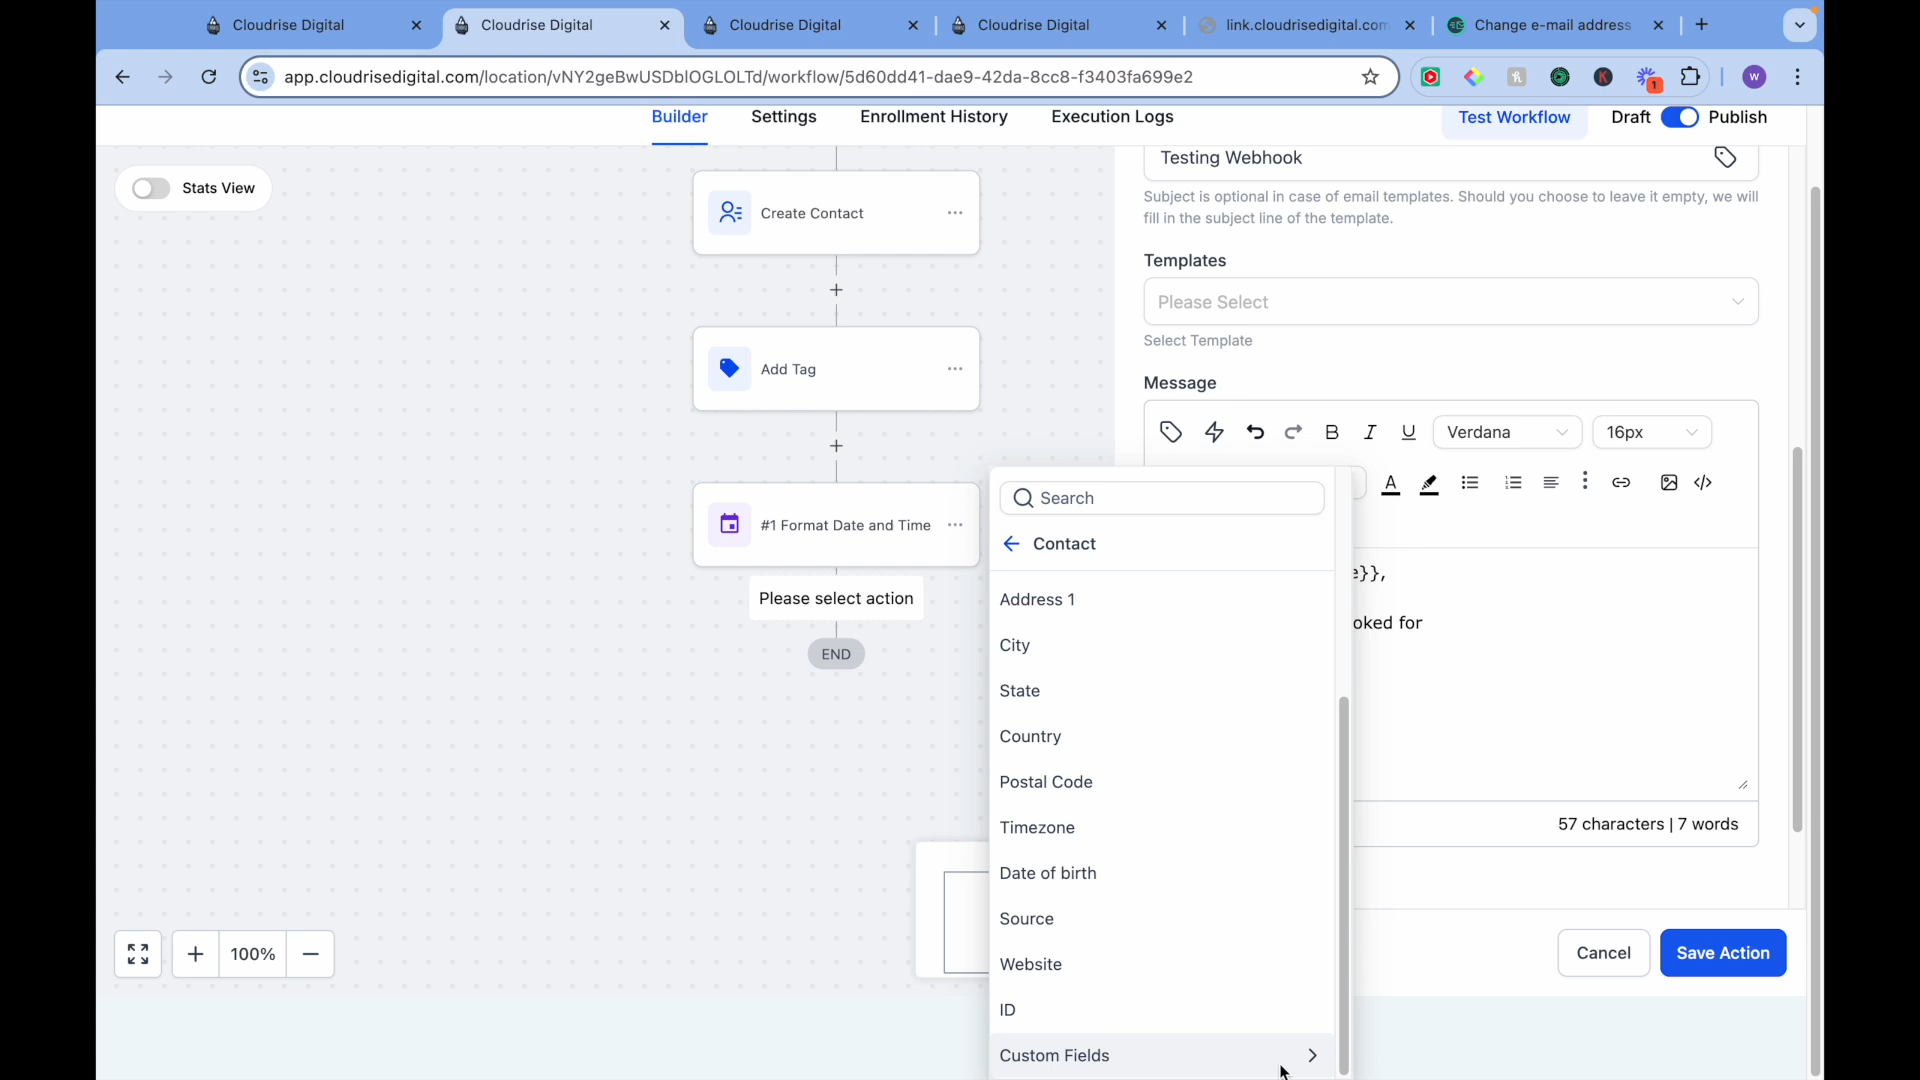 Cloudrise Digital
Cloudrise Digital
Cloudrise Digital
Cloudrise Digital
link.cloudrisedigital.com
Change e-mail address
app.cloudrisedigital.com/location/vNY2geBwUSDblOGLOLTd/workflow/5d60dd41-dae9-42da-8cc8-f3403fa699e2
1
W
Builder
Settings
Enrollment History
Execution Logs
Test Workflow
Draft
Publish
Stats View
Create Contact
Add Tag
#1 Format Date and Time
Please select action
END
100%
Testing Webhook
Subject is optional in case of email templates. Should you choose to leave it empty, we will
fill in the subject line of the template.
Templates
Please Select
Select Template
Message
B I U Verdana 16px
A
e}},
oked for
57 characters | 7 words
Search
Contact
Address 1
City
State
Country
Postal Code
Timezone
Date of birth
Source
Website
ID
Custom Fields
Cancel
Save Action